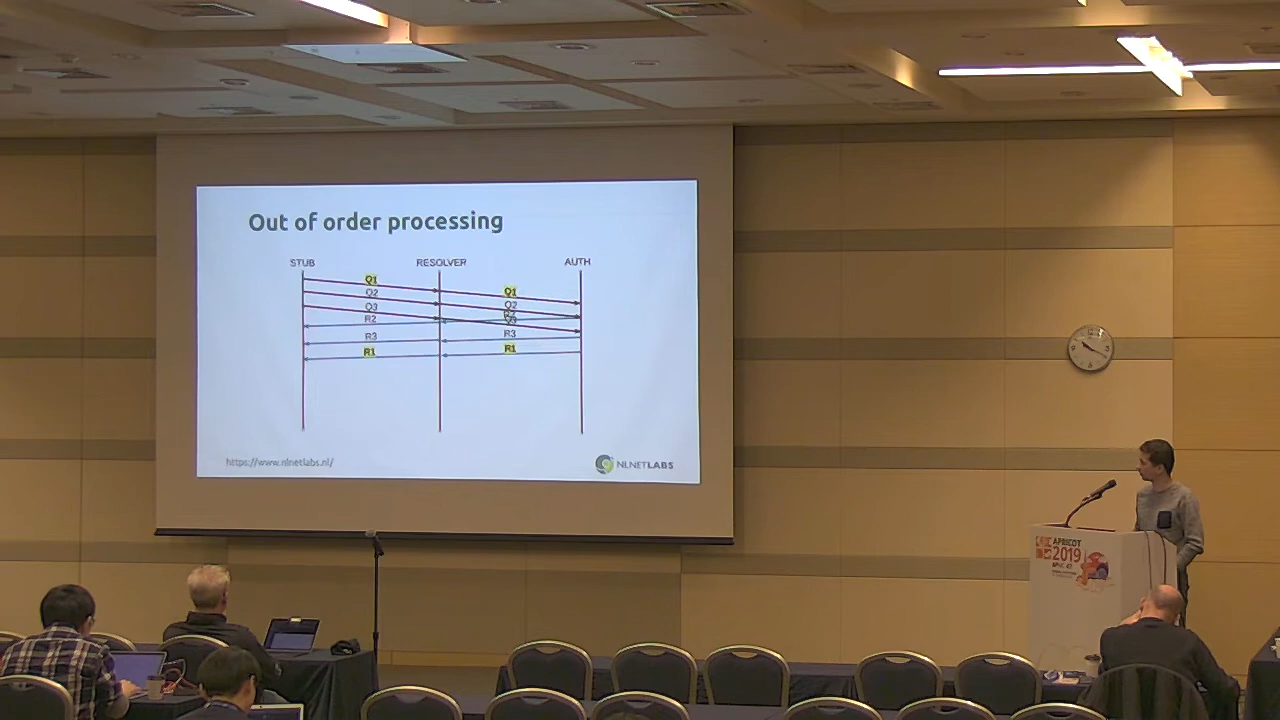 Out of order processing
STUB RESOLVER AUTH
Q1
Q1
Q2
Q2
Q3
R2
R3
R3
R1
R1
https://www.nlnetlabs.nl/
NLNETLABS
APRICOT
2019